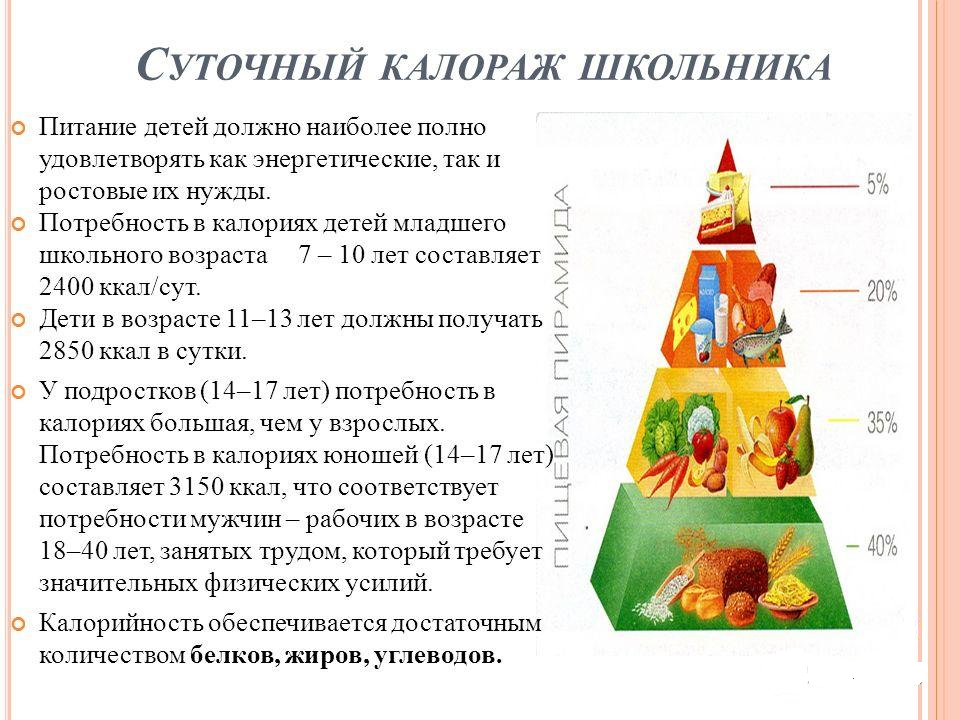 Суточный калораж школьника
Питание детей должно наиболее полно
удовлетворять как энергетические, так и
ростовые их нужды.
Потребность в калориях детей младшего
школьного возраста 7 – 10 лет составляет
2400 ккал/сут.
Дети в возрасте 11–13 лет должны получать
2850 ккал в сутки.
У подростков (14–17 лет) потребность в
калориях большая, чем у взрослых.
Потребность в калориях юношей (14–17 лет)
составляет 3150 ккал, что соответствует
потребности мужчин – рабочих в возрасте
18–40 лет, занятых трудом, который требует
значительных физических усилий.
Калорийность обеспечивается достаточным
количеством белков, жиров, углеводов.
ПИЩЕВАЯ ПИРАМИДА
5%
20%
35%
40%